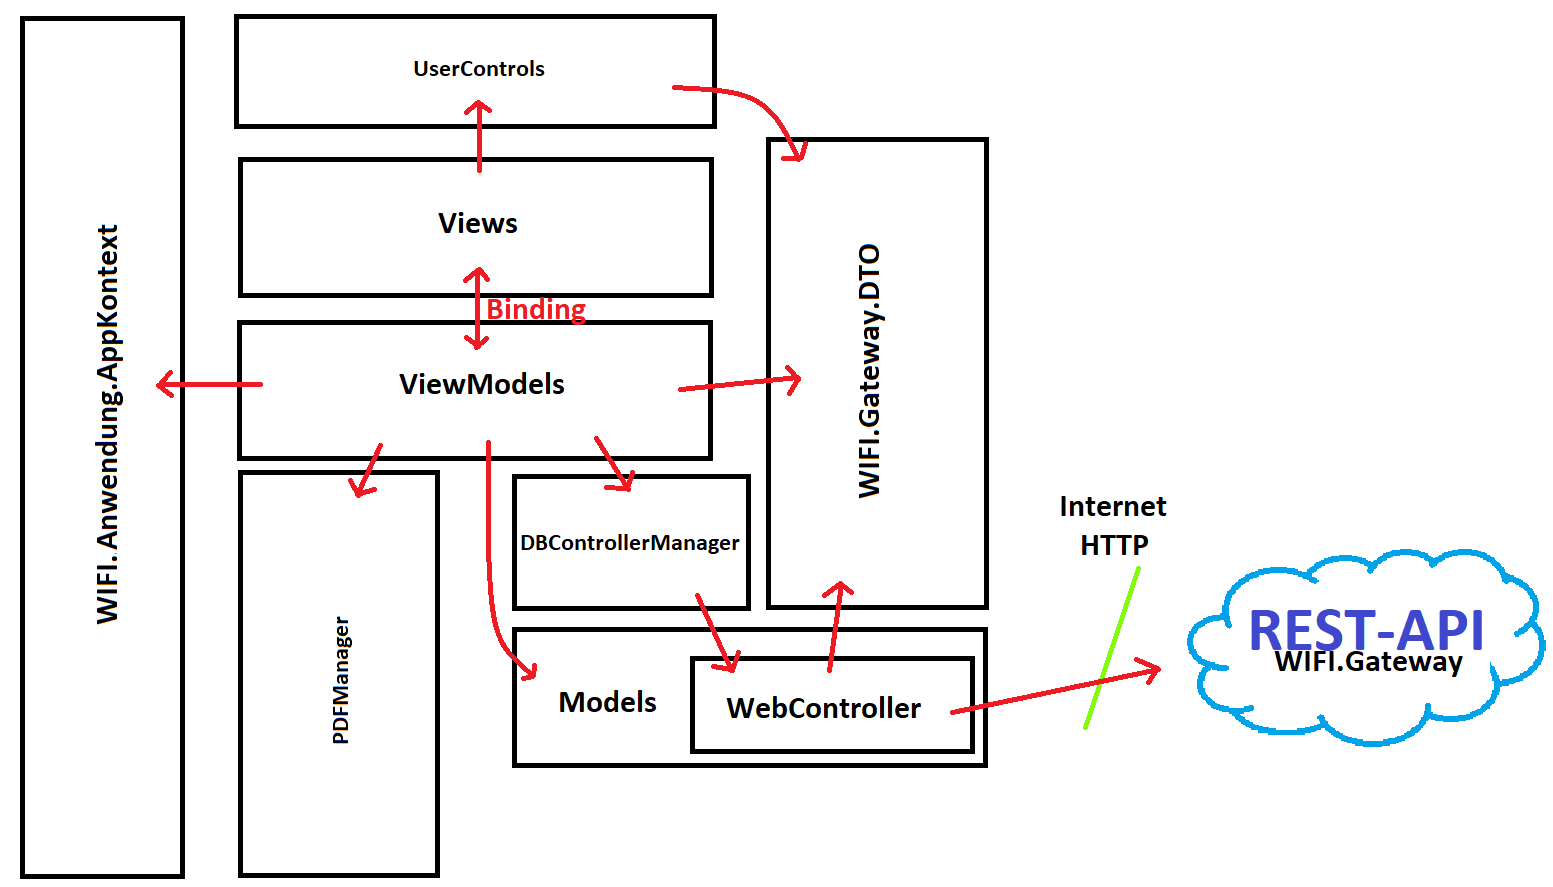 UserControls
Views
Binding
ViewModels
WIFI.Anwendung.AppKontext
WIFI.Gateway.DTO
DBControllerManager
PDFManager
Models
WebController
Internet
HTTP
REST-API
WIFI.Gateway